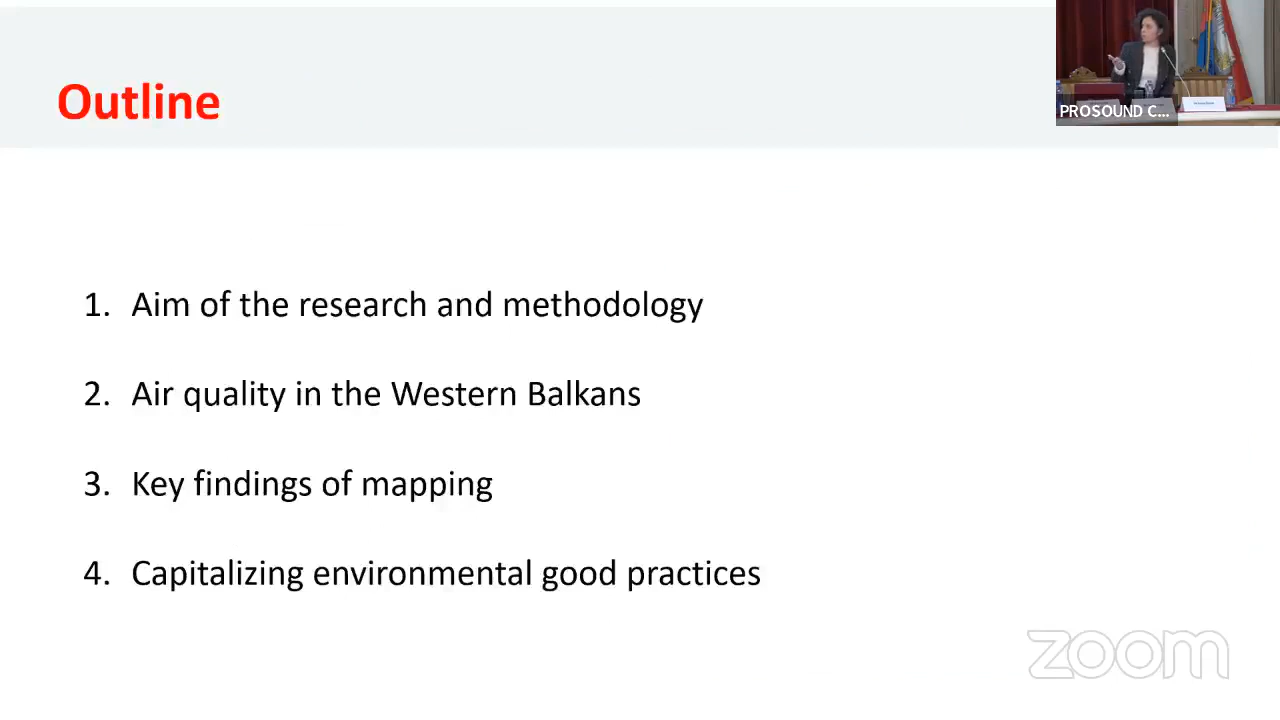 Outline
PROSOUND C...
1. Aim of the research and methodology
2. Air quality in the Western Balkans
3. Key findings of mapping
4. Capitalizing environmental good practices
zoom